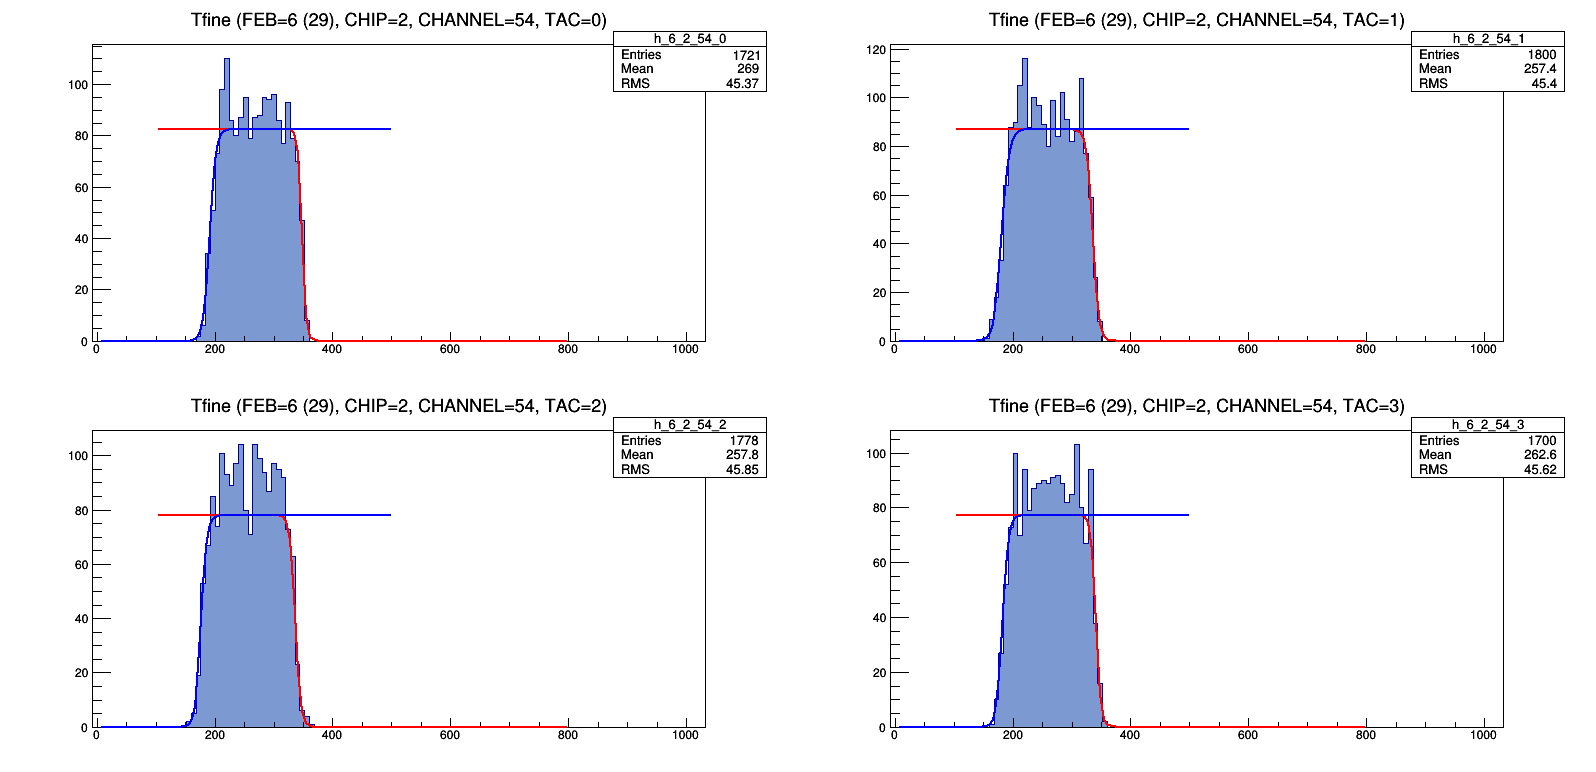 Tfine (FEB=6 (29), CHIP=2, CHANNEL=54, TAC=0)
h_6_2_54_0
Entries 1721
Mean 269
RMS 45.37
100
80
60
40
20
0
0 200 400 600 800 1000
Tfine (FEB=6 (29), CHIP=2, CHANNEL=54, TAC=1)
h_6_2_54_1
Entries 1800
Mean 257.4
RMS 45.4
120
100
80
60
40
20
0
0 200 400 600 800 1000
Tfine (FEB=6 (29), CHIP=2, CHANNEL=54, TAC=2)
h_6_2_54_2
Entries 1778
Mean 257.8
RMS 45.85
100
80
60
40
20
0
0 200 400 600 800 1000
Tfine (FEB=6 (29), CHIP=2, CHANNEL=54, TAC=3)
h_6_2_54_3
Entries 1700
Mean 262.6
RMS 45.62
100
80
60
40
20
0
0 200 400 600 800 1000